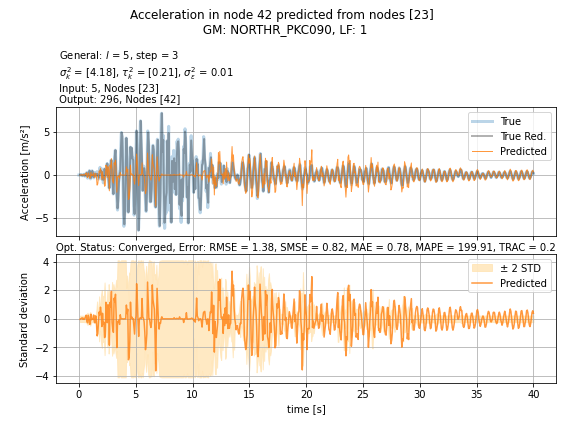 Acceleration in node 42 predicted from nodes [23]
GM: NORTHR_PKC090, LF: 1
General: l = 5, step = 3
σ²ₖ = [4.18], τ²ₖ = [0.21], σ²ε = 0.01
Input: 5, Nodes [23]
Output: 296, Nodes [42]
Acceleration [m/s²]
5
0
−5
True
True Red.
Predicted
Opt. Status: Converged, Error: RMSE = 1.38, SMSE = 0.82, MAE = 0.78, MAPE = 199.91, TRAC = 0.2
Standard deviation
4
2
0
−2
−4
± 2 STD
Predicted
0 5 10 15 20 25 30 35 40
time [s]